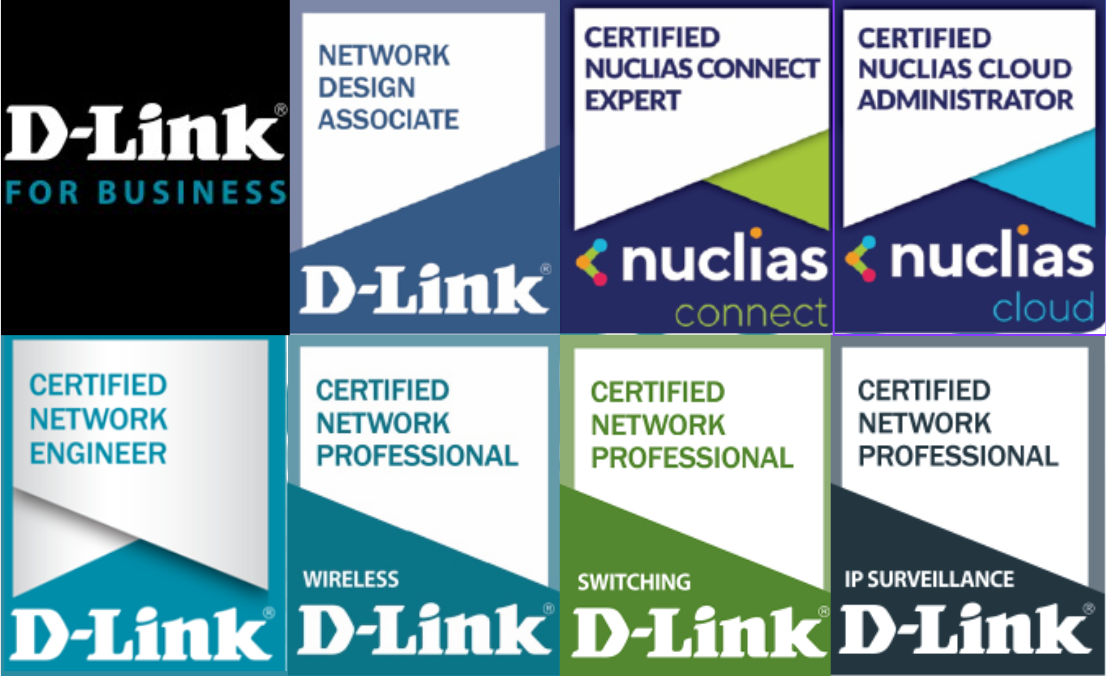 D-Link®
FOR BUSINESS
NETWORK
DESIGN
ASSOCIATE
D-Link®
CERTIFIED
NUCLIAS CONNECT
EXPERT
nuclias
connect
CERTIFIED
NUCLIAS CLOUD
ADMINISTRATOR
nuclias
cloud
CERTIFIED
NETWORK
ENGINEER
D-Link®
CERTIFIED
NETWORK
PROFESSIONAL
WIRELESS
D-Link®
CERTIFIED
NETWORK
PROFESSIONAL
SWITCHING
D-Link®
CERTIFIED
NETWORK
PROFESSIONAL
IP SURVEILLANCE
D-Link®